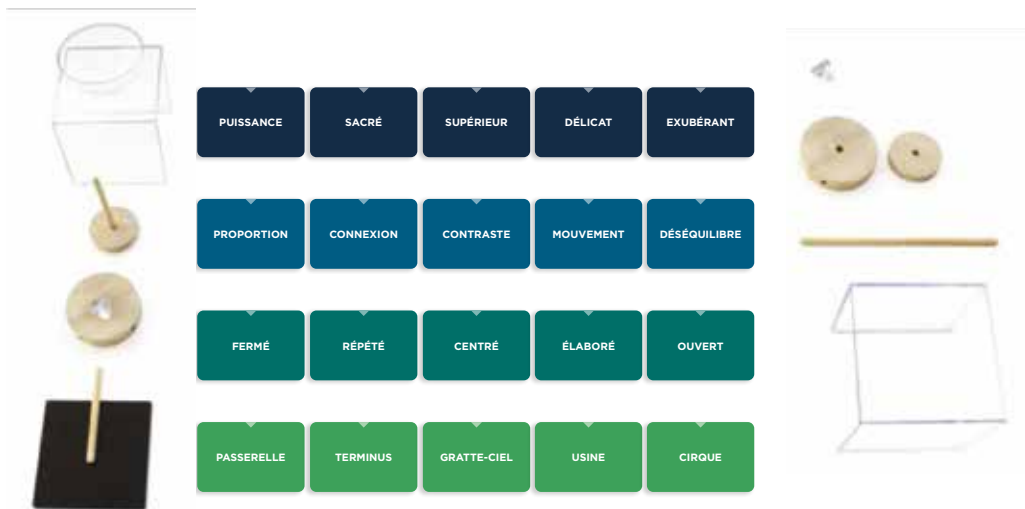 PUISSANCE SACRÉ SUPÉRIEUR DÉLICAT EXUBÉRANT
PROPORTION CONNEXION CONTRASTE MOUVEMENT DÉSÉQUILIBRE
FERMÉ RÉPÉTÉ CENTRÉ ÉLABORÉ OUVERT
PASSERELLE TERMINUS GRATTE-CIEL USINE CIRQUE